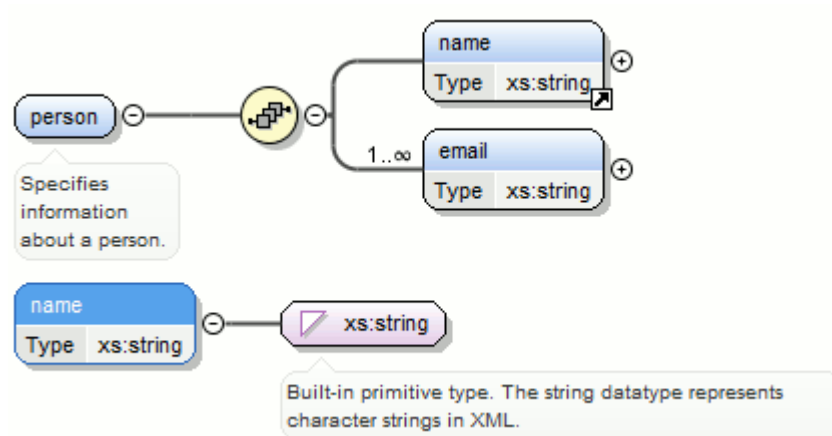 name
Type xs:string
person
1..∞
email
Type xs:string
Specifies
information
about a person.
name
Type xs:string
xs:string
Built-in primitive type. The string datatype represents
character strings in XML.